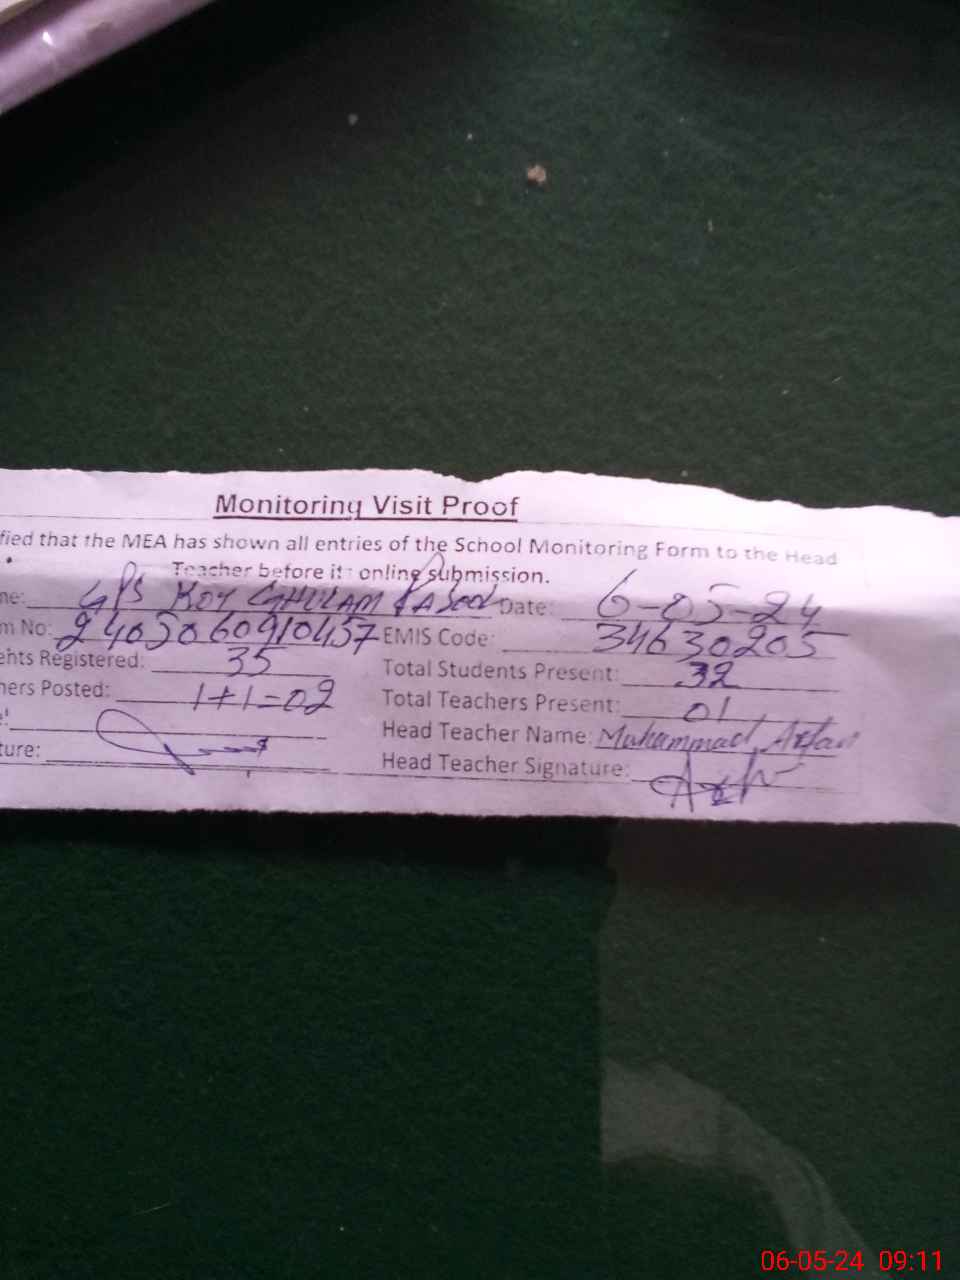 Monitoring Visit Proof
fied that the MEA has shown all entries of the School Monitoring Form to the Head
Teacher before its online submission.
me: GPS KOT GHULAM RASOOL Date: 6-05-24
m No: 2405060910457 EMIS Code: 34630205
ents Registered: 35 Total Students Present: 32
hers Posted: 1+1=02 Total Teachers Present: 01
Head Teacher Name: Muhammad Arfan
ture: Head Teacher Signature:
06-05-24 09:11